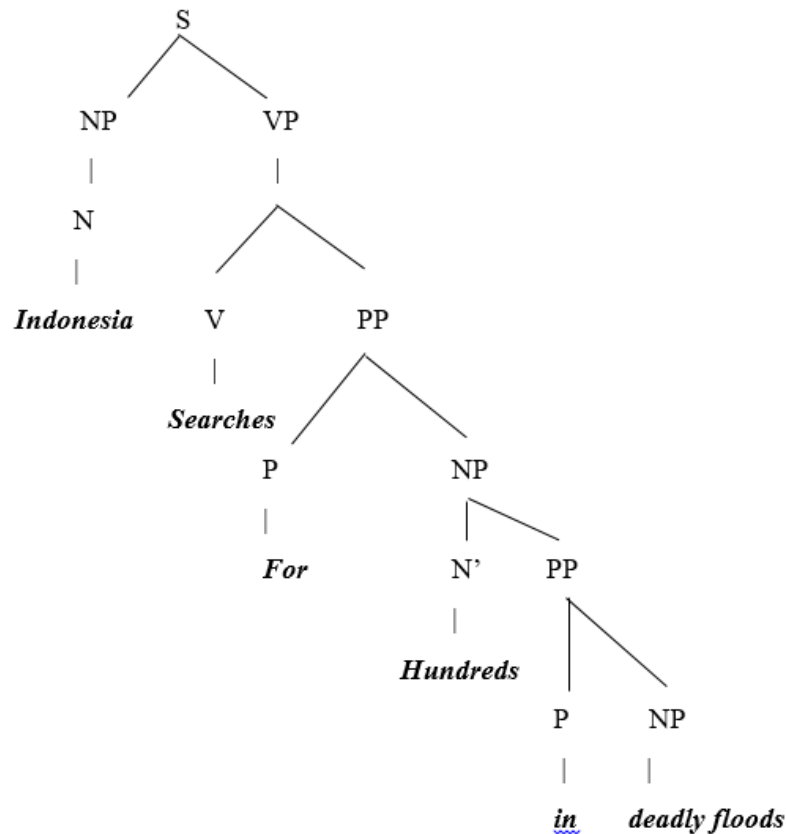 S
NP VP
N
Indonesia V PP
Searches
P NP
For N’ PP
Hundreds
P NP
in deadly floods